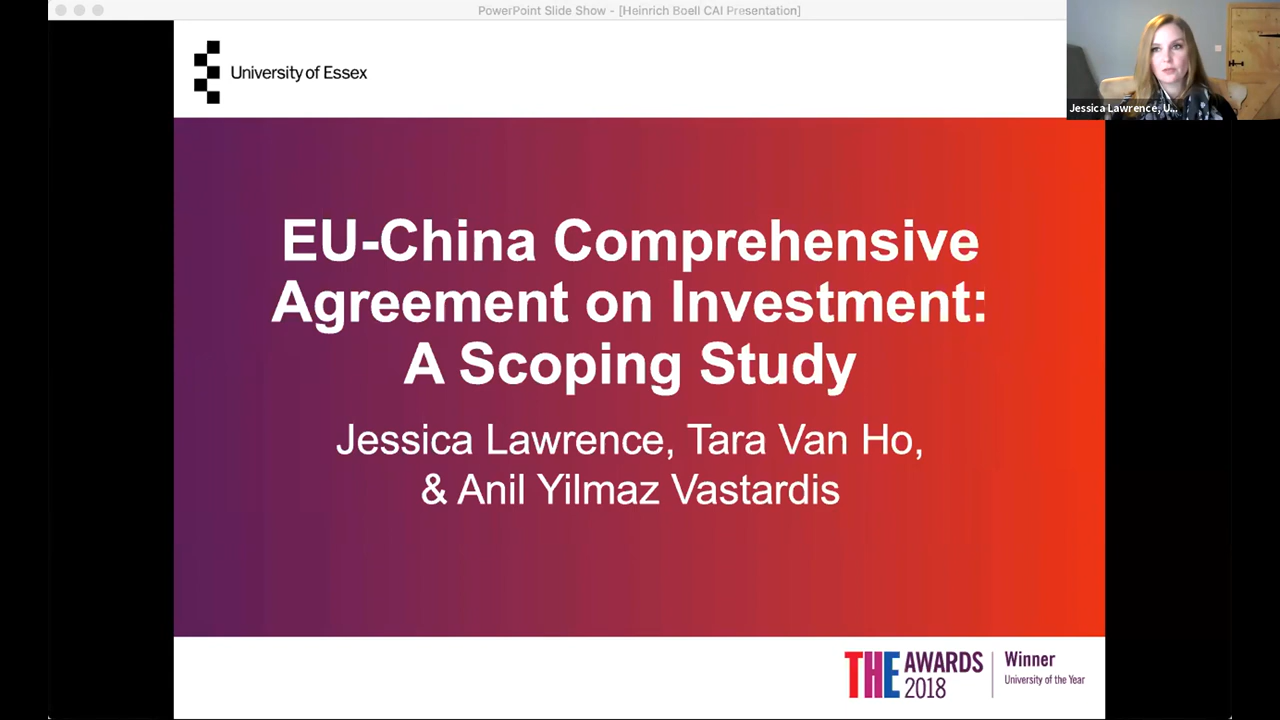 PowerPoint Slide Show - [Heinrich Boell CAI Presentation]
University of Essex
Jessica Lawrence, U...
EU-China Comprehensive
Agreement on Investment:
A Scoping Study
Jessica Lawrence, Tara Van Ho,
& Anil Yilmaz Vastardis
THE AWARDS 2018
Winner
University of the Year